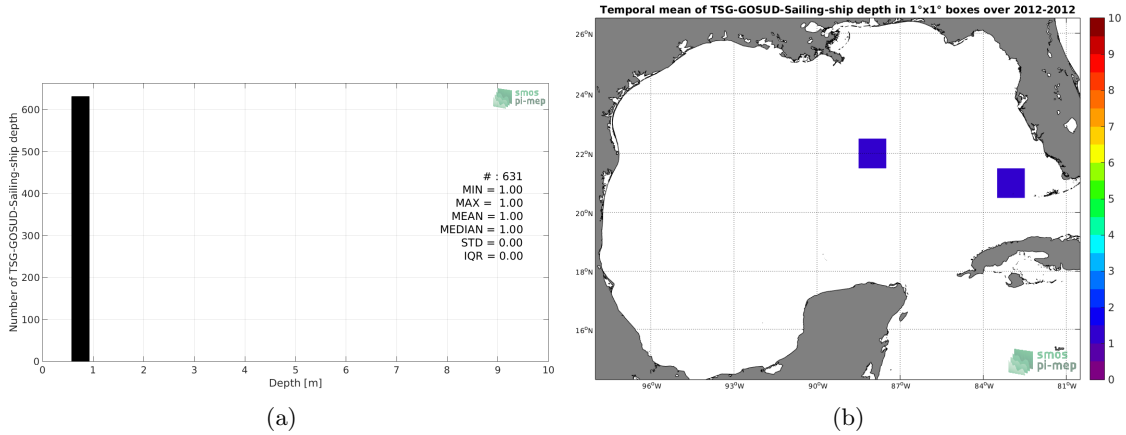 Number of TSG-GOSUD-Sailing-ship depth
600
500
400
300
200
100
0
0 1 2 3 4 5 6 7 8 9 10
Depth [m]
smos
pi-mep
# : 631
MIN = 1.00
MAX = 1.00
MEAN = 1.00
MEDIAN = 1.00
STD = 0.00
IQR = 0.00
(a)
Temporal mean of TSG-GOSUD-Sailing-ship depth in 1°x1° boxes over 2012-2012
26°N
24°N
22°N
20°N
18°N
16°N
96°W 93°W 90°W 87°W 84°W 81°W
smos
pi-mep
10
9
8
7
6
5
4
3
2
1
0
(b)